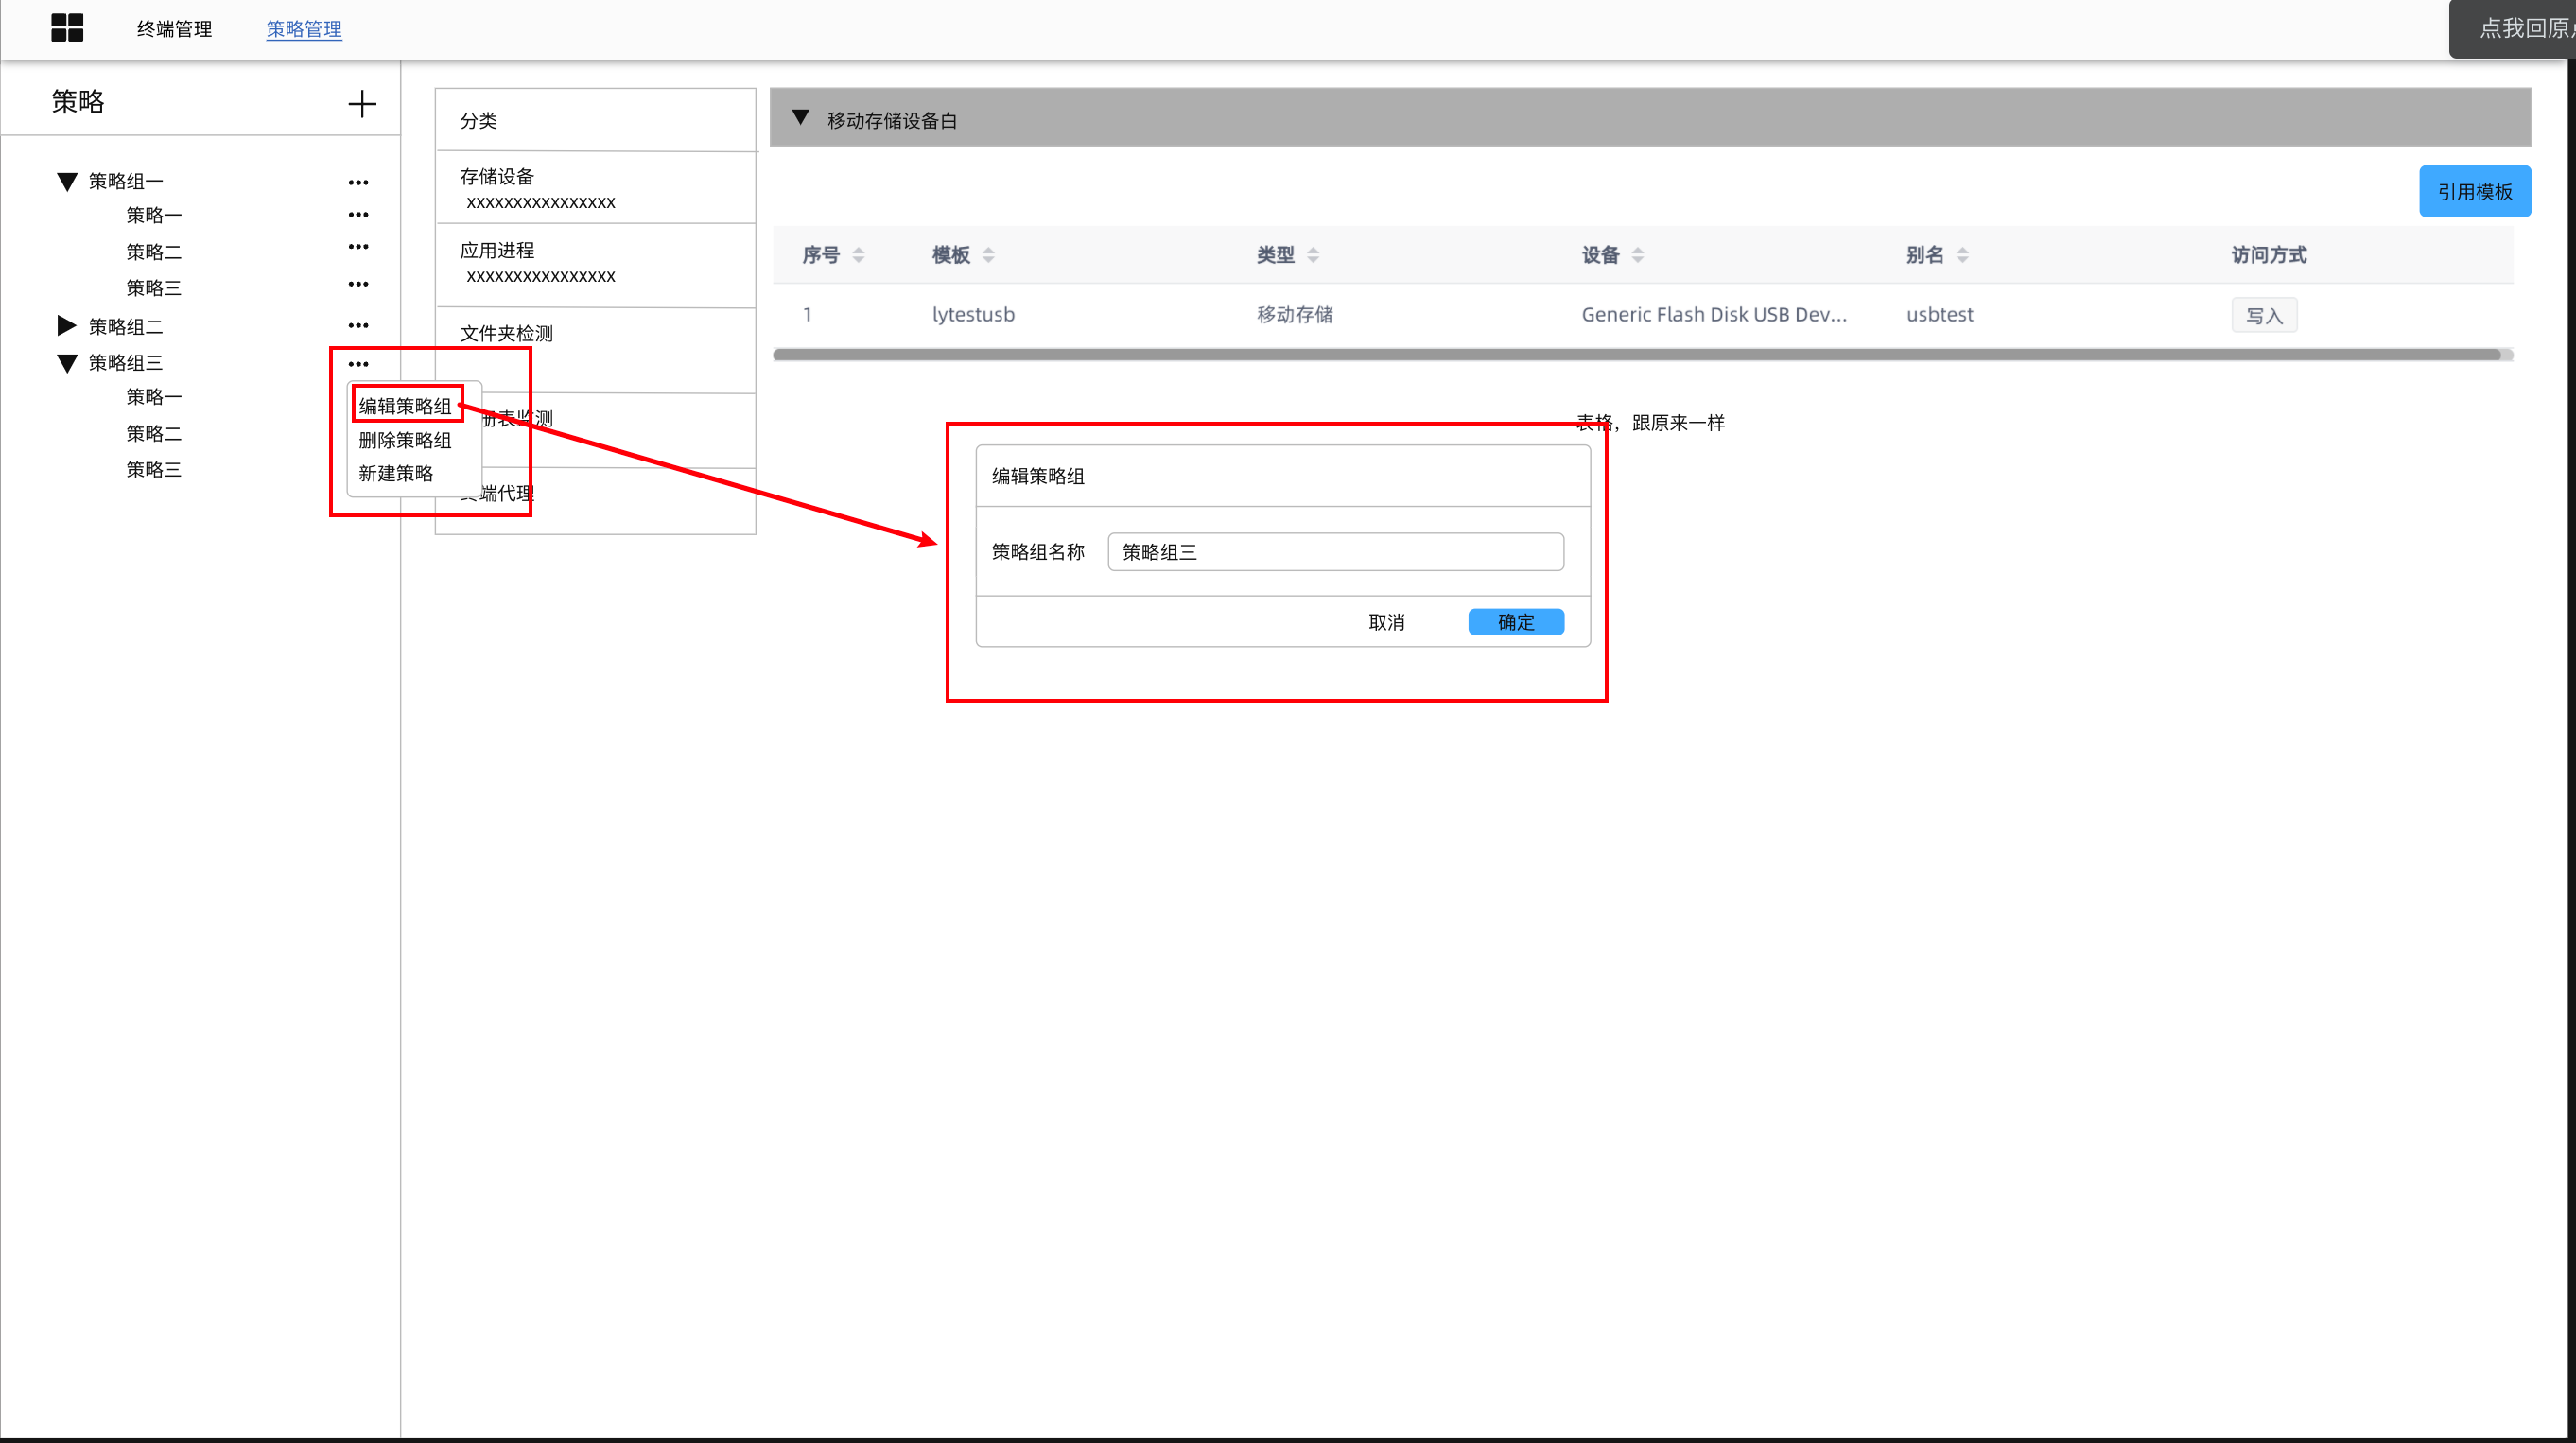 终端管理
策略管理
点我回原
策略
策略组一
策略一
策略二
策略三
策略组二
策略组三
策略一
策略二
策略三
编辑策略组
删除策略组
新建策略
分类
存储设备
xxxxxxxxxxxxxxxx
应用进程
xxxxxxxxxxxxxxxx
文件夹检测
册表监测
端代理
移动存储设备白
引用模板
序号 模板 类型 设备 别名 访问方式
1 lytestusb 移动存储 Generic Flash Disk USB Dev... usbtest 写入
表格，跟原来一样
编辑策略组
策略组名称 策略组三
取消 确定